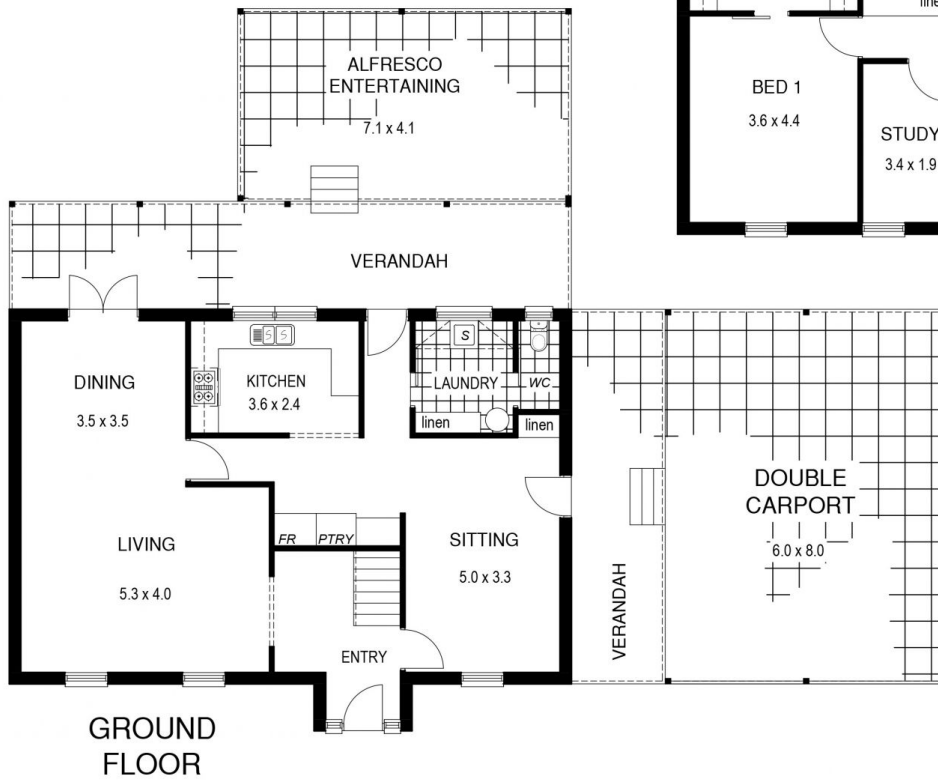 line
ALFRESCO
ENTERTAINING
7.1 x 4.1
BED 1
3.6 x 4.4
STUDY
3.4 x 1.9
VERANDAH
DINING
3.5 x 3.5
KITCHEN
3.6 x 2.4
S S
S
LAUNDRY
WC
linen
linen
DOUBLE
CARPORT
6.0 x 8.0
LIVING
5.3 x 4.0
FR
PTRY
SITTING
5.0 x 3.3
VERANDAH
ENTRY
GROUND
FLOOR